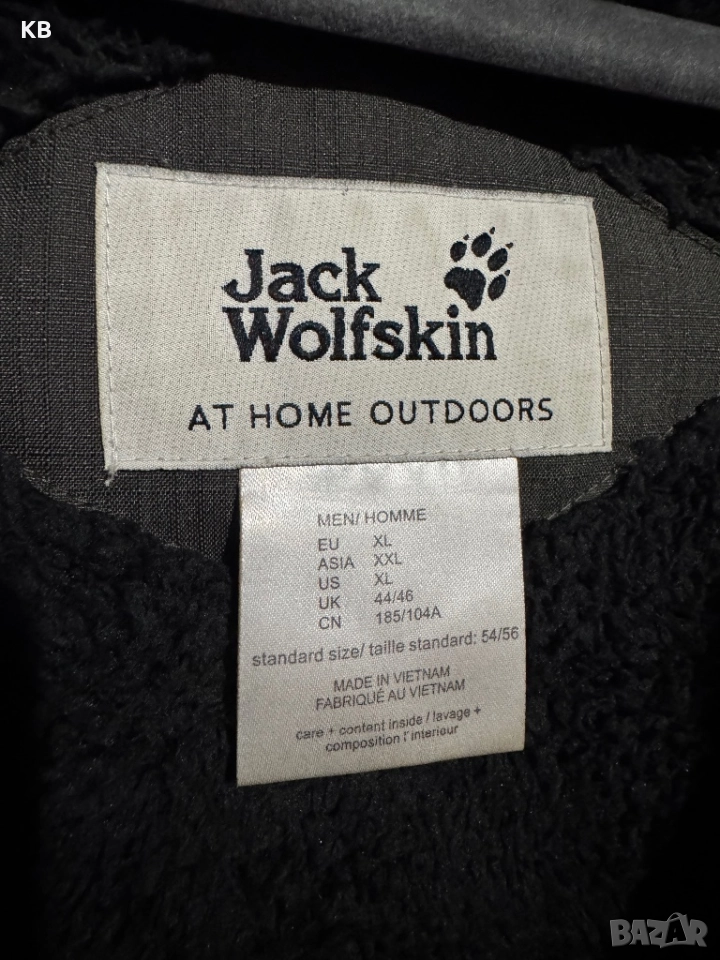 KB
Jack
Wolfskin
AT HOME OUTDOORS
MEN/ HOMME
EU XL
ASIA XXL
US XL
UK 44/46
CN 185/104A
standard size/ taille standard: 54/56
MADE IN VIETNAM
FABRIQUÉ AU VIETNAM
care + content inside / lavage +
composition l'interieur
BAZAR